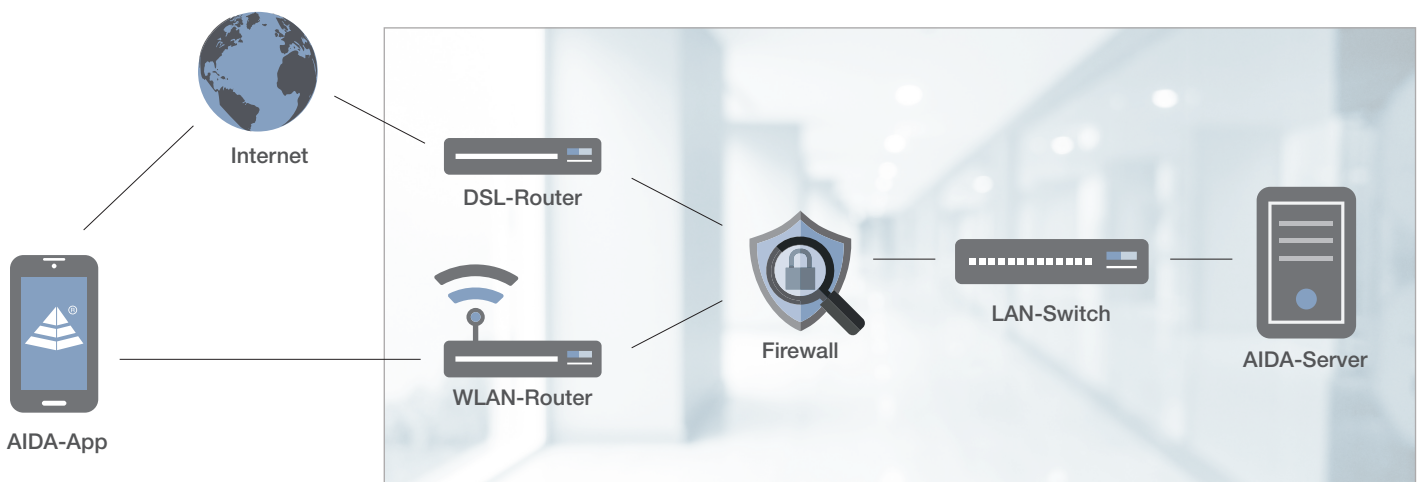 Internet
DSL-Router
®
LAN-Switch
Firewall
AIDA-Server
WLAN-Router
AIDA-App